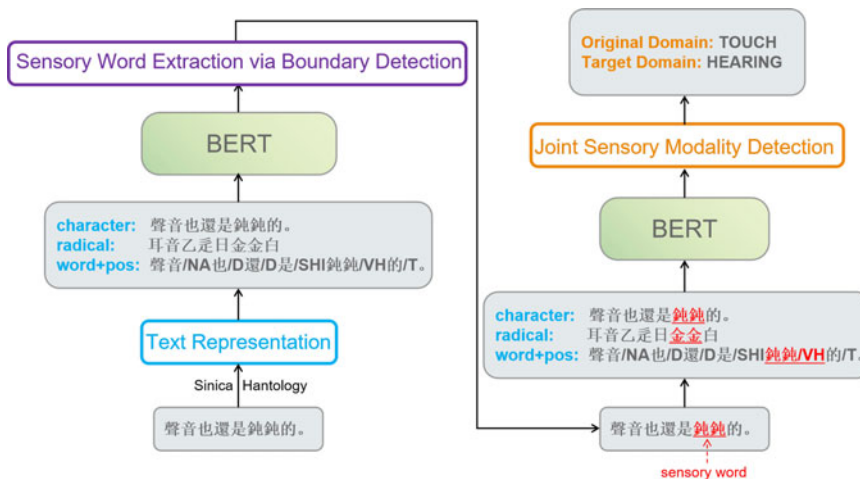 Sensory Word Extraction via Boundary Detection
BERT
character: 聲音也還是鈍鈍的。
radical: 耳音乙辵日金金白
word+pos: 聲音/NA也/D還/D是/SHI鈍鈍/VH的/T。
Text Representation
Sinica Hantology
聲音也還是鈍鈍的。
Original Domain: TOUCH
Target Domain: HEARING
Joint Sensory Modality Detection
BERT
character: 聲音也還是鈍鈍的。
radical: 耳音乙辵日金金白
word+pos: 聲音/NA也/D還/D是/SHI鈍鈍/VH的/T。
聲音也還是鈍鈍的。
sensory word